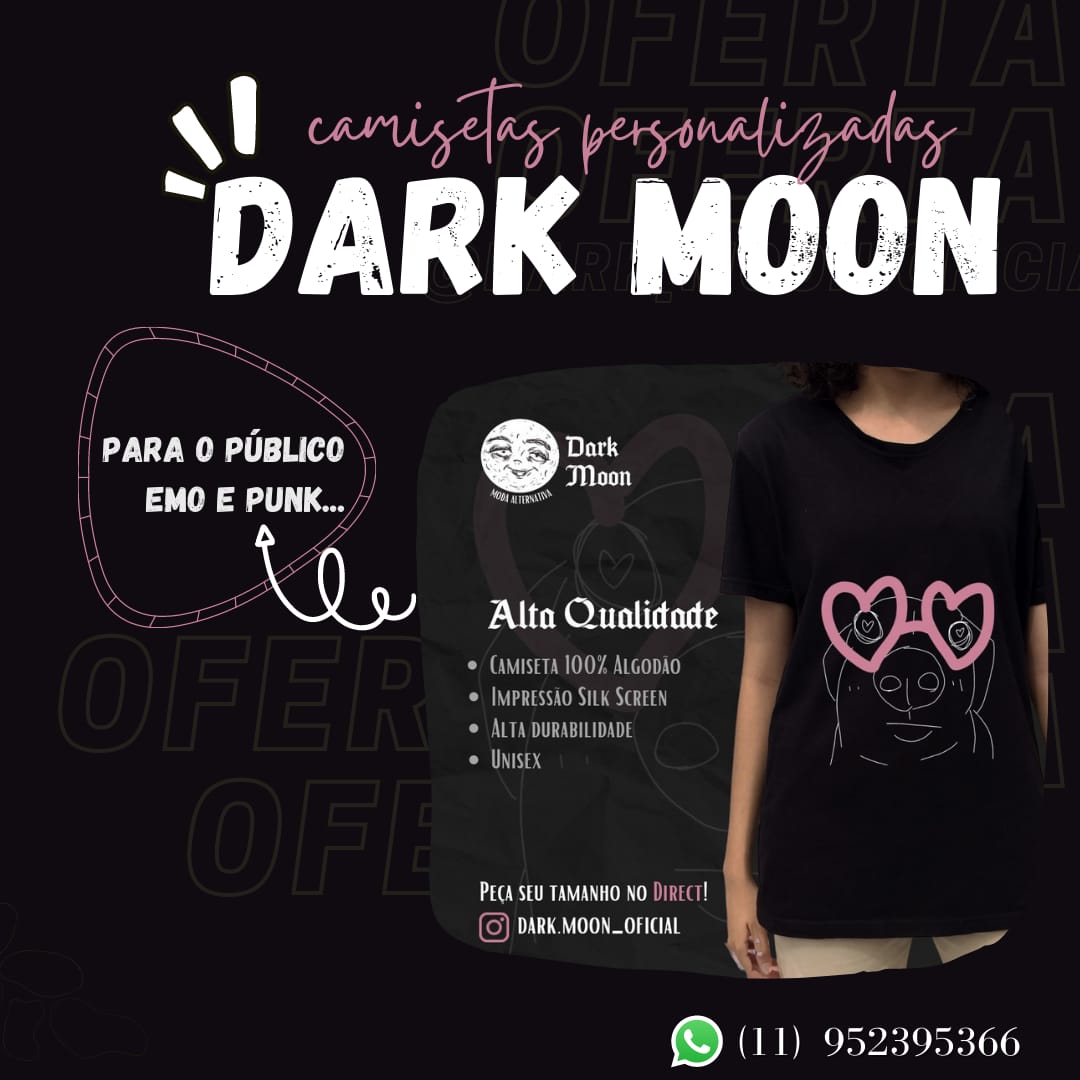 OFERTA
OFERTA
camisetas personalizadas
DARK MOON
PARA O PÚBLICO
EMO E PUNK...
Dark
Moon
MODA ALTERNATIVA
Alta Qualidade
• Camiseta 100% Algodão
• Impressão Silk Screen
• Alta durabilidade
• Unisex
OFER
OFE
Peça seu tamanho no Direct!
DARK.MOON_OFICIAL
(11) 952395366